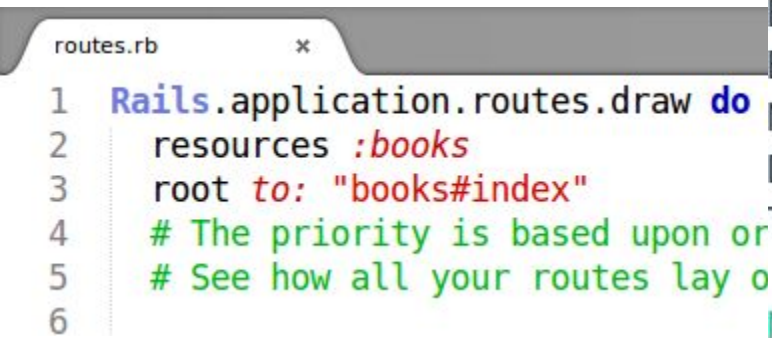 routes.rb ×
1 Rails.application.routes.draw do
2 resources :books
3 root to: "books#index"
4 # The priority is based upon or
5 # See how all your routes lay o
6